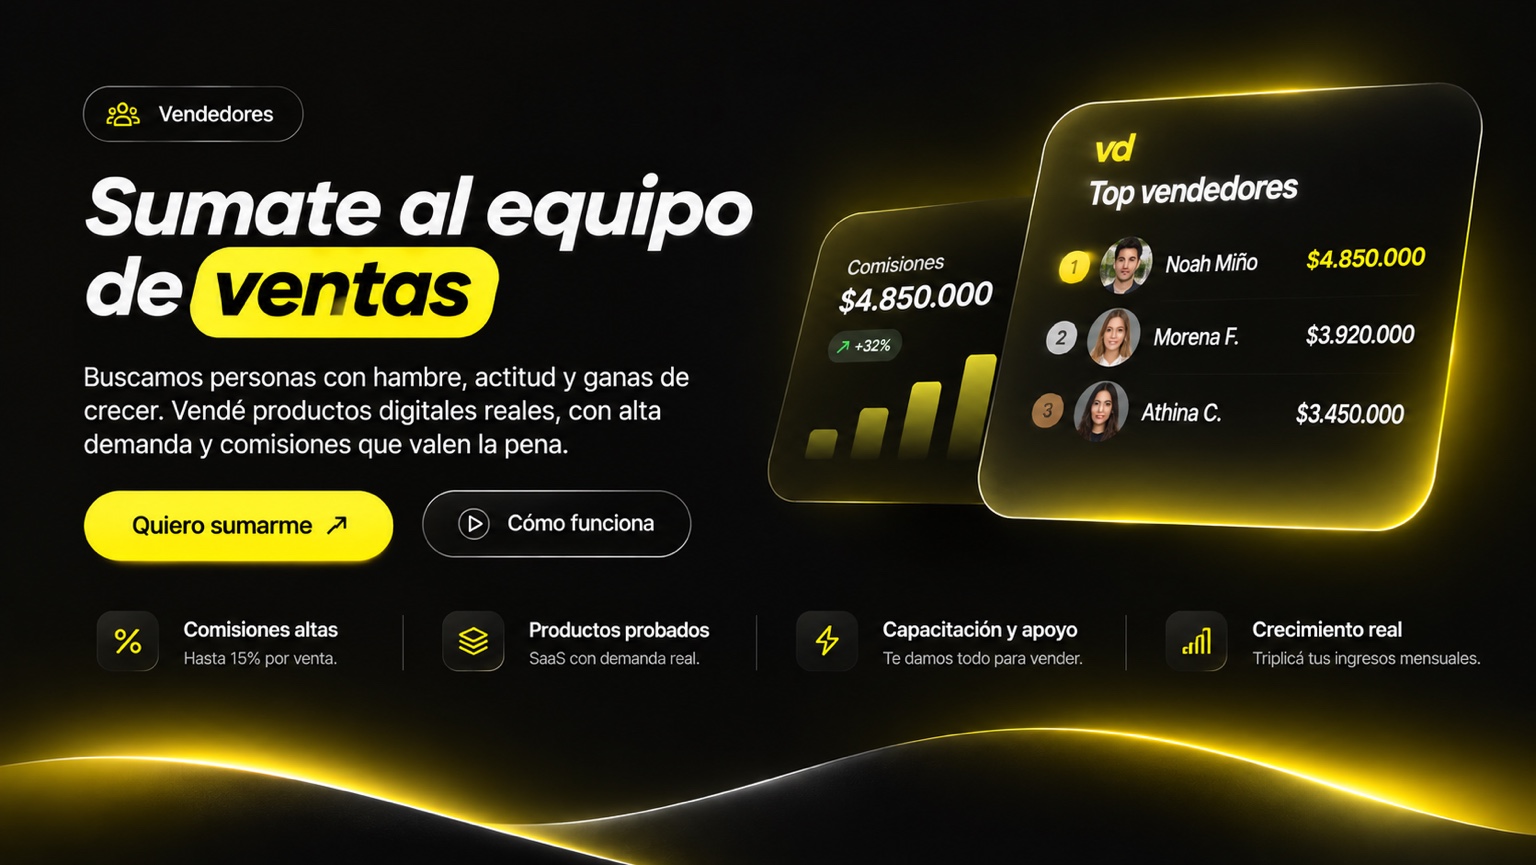 Vendedores
Sumate al equipo
de ventas
Buscamos personas con hambre, actitud y ganas de
crecer. Vendé productos digitales reales, con alta
demanda y comisiones que valen la pena.
Quiero sumarme
Cómo funciona
Comisiones
$4.850.000
+32%
vd
Top vendedores
1 Noah Miño $4.850.000
2 Morena F. $3.920.000
3 Athina C. $3.450.000
Comisiones altas
Hasta 15% por venta.
Productos probados
SaaS con demanda real.
Capacitación y apoyo
Te damos todo para vender.
Crecimiento real
Triplicá tus ingresos mensuales.